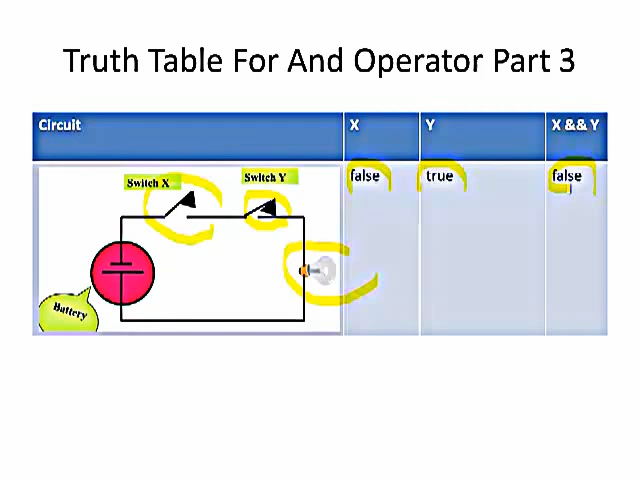 Truth Table For And Operator Part 3
Circuit X Y X && Y
Switch X Switch Y false true false
Battery